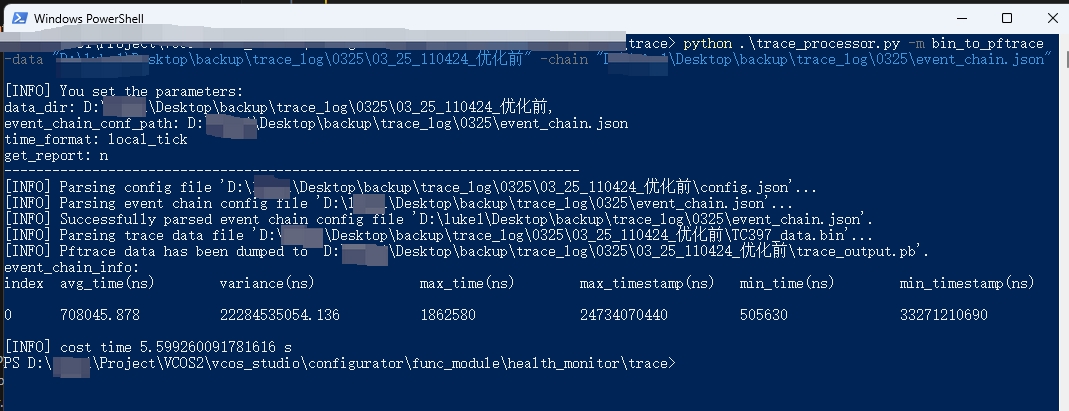 Windows PowerShell
\Project\vcos trace> python .\trace_processor.py -m bin_to_pftrace
-data "D:\ \Desktop\backup\trace_log\0325\03_25_110424_优化前" -chain "D \Desktop\backup\trace_log\0325\event_chain.json"
[INFO] You set the parameters:
data_dir: D:\ \Desktop\backup\trace_log\0325\03_25_110424_优化前,
event_chain_conf_path: D:\ \Desktop\backup\trace_log\0325\event_chain.json
time_format: local_tick
get_report: n
--------------------------------------------------------------------------------
[INFO] Parsing config file 'D:\ \Desktop\backup\trace_log\0325\03_25_110424_优化前\config.json'...
[INFO] Parsing event chain config file 'D:\ \Desktop\backup\trace_log\0325\event_chain.json'...
[INFO] Successfully parsed event chain config file 'D:\luke1\Desktop\backup\trace_log\0325\event_chain.json'.
[INFO] Parsing trace data file 'D:\ \Desktop\backup\trace_log\0325\03_25_110424_优化前\TC397_data.bin'...
[INFO] Pftrace data has been dumped to 'D:\ \Desktop\backup\trace_log\0325\03_25_110424_优化前\trace_output.pb'.
event_chain_info:
index avg_time(ns) variance(ns) max_time(ns) max_timestamp(ns) min_time(ns) min_timestamp(ns)
0 708045.878 22284535054.136 1862580 24734070440 505630 33271210690
[INFO] cost time 5.599260091781616 s
PS D:\ \Project\VCOS2\vcos_studio\configurator\func_module\health_monitor\trace>